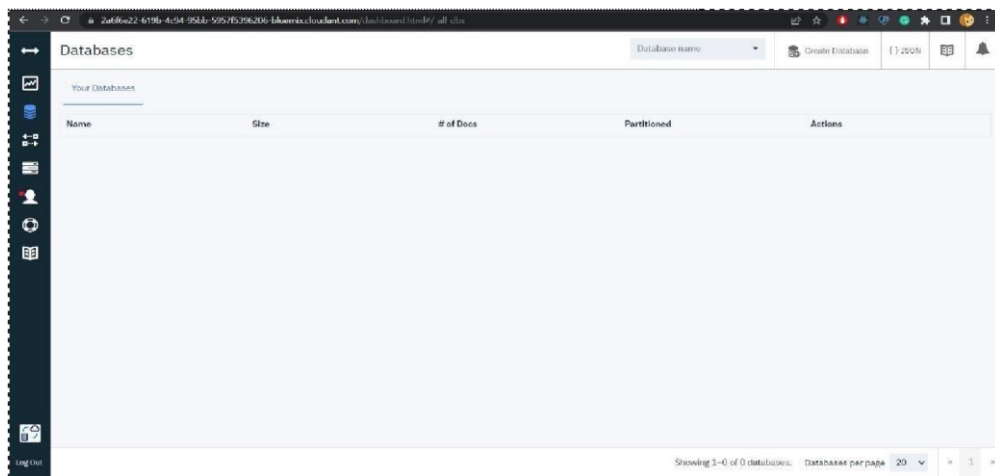 2a6f6e22-619b-4c94-95bb-5957f5396206-bluemix.cloudant.com/dashboard.html#/_all_dbs
Databases
Database name
Create Database
{ } JSON
Your Databases
Name Size # of Docs Partitioned Actions
Log Out
Showing 1–0 of 0 databases. Databases per page 20 « 1 »